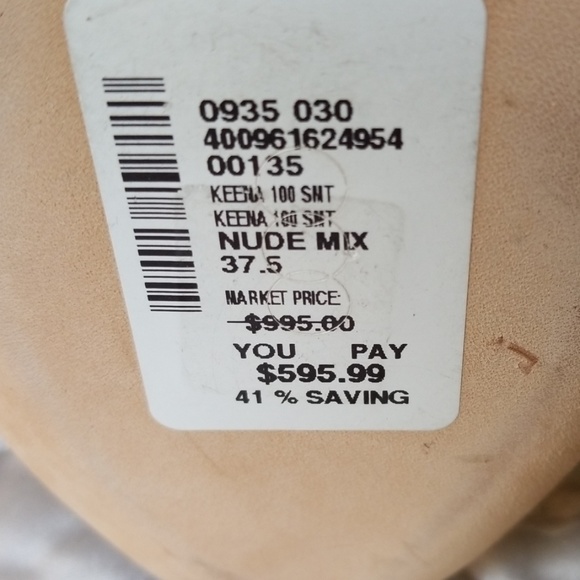 0935 030
400961624954
00135
KEENA 100 SNT
KEENA 100 SNT
NUDE MIX
37.5
MARKET PRICE:
$995.00
YOU PAY
$595.99
41 % SAVING